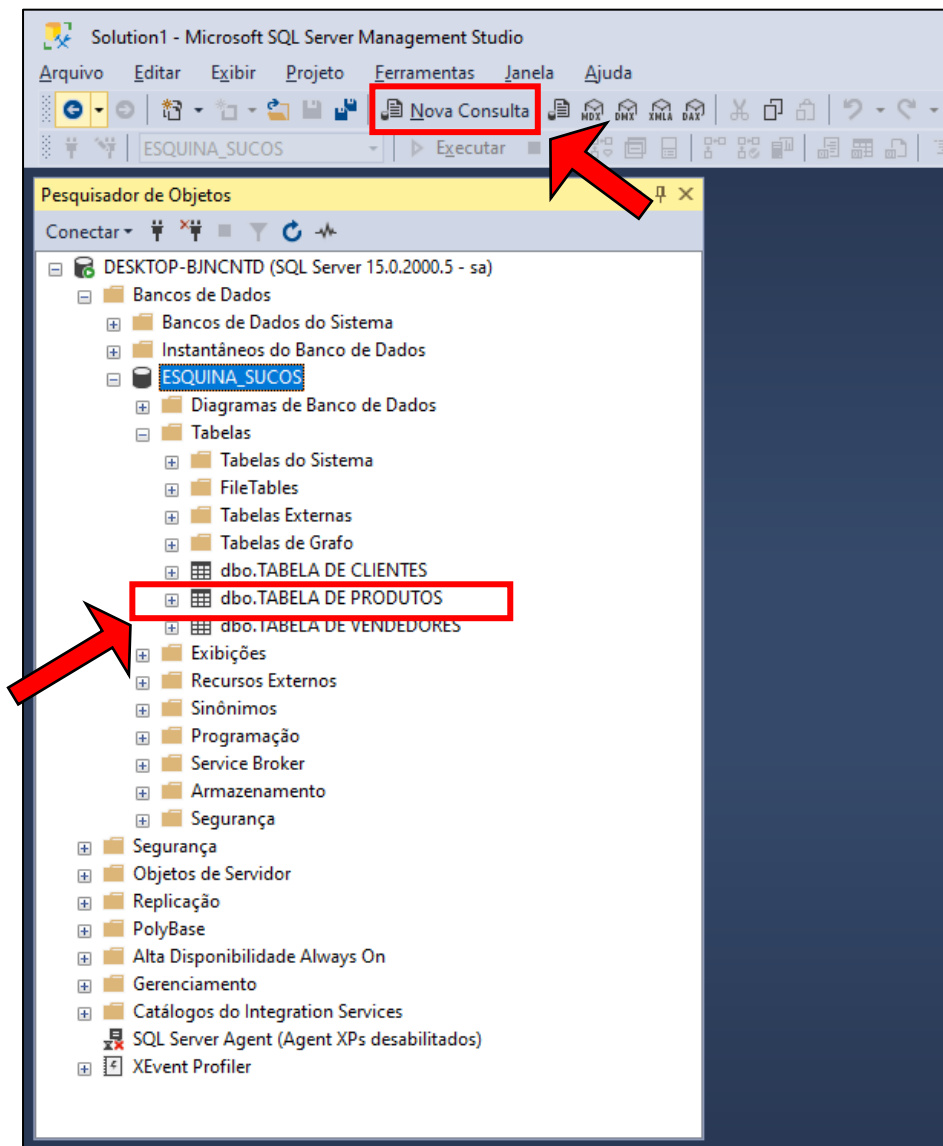 Solution1 - Microsoft SQL Server Management Studio
Arquivo Editar Exibir Projeto Ferramentas Janela Ajuda
Nova Consulta MDX DMX XMLA DAX
ESQUINA_SUCOS Executar
Pesquisador de Objetos
Conectar
DESKTOP-BJNCNTD (SQL Server 15.0.2000.5 - sa)
Bancos de Dados
Bancos de Dados do Sistema
Instantâneos do Banco de Dados
ESQUINA_SUCOS
Diagramas de Banco de Dados
Tabelas
Tabelas do Sistema
FileTables
Tabelas Externas
Tabelas de Grafo
dbo.TABELA DE CLIENTES
dbo.TABELA DE PRODUTOS
dbo.TABELA DE VENDEDORES
Exibições
Recursos Externos
Sinônimos
Programação
Service Broker
Armazenamento
Segurança
Segurança
Objetos de Servidor
Replicação
PolyBase
Alta Disponibilidade Always On
Gerenciamento
Catálogos do Integration Services
SQL Server Agent (Agent XPs desabilitados)
XEvent Profiler